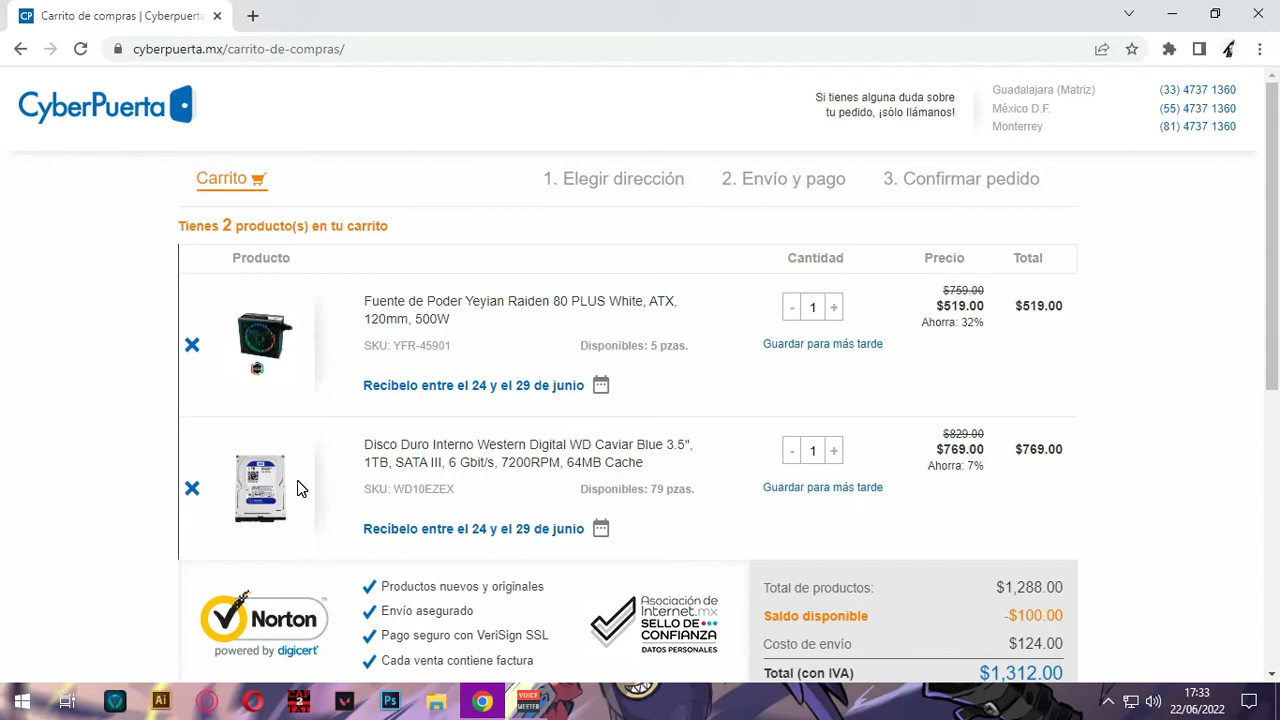 CP Carrito de compras | Cyberpuerta
cyberpuerta.mx/carrito-de-compras/
CyberPuerta
Si tienes alguna duda sobre
tu pedido, ¡sólo llámanos!
Guadalajara (Matriz) (33) 4737 1360
México D.F. (55) 4737 1360
Monterrey (81) 4737 1360
Carrito 1. Elegir dirección 2. Envío y pago 3. Confirmar pedido
Tienes 2 producto(s) en tu carrito
Producto Cantidad Precio Total
Fuente de Poder Yeyian Raiden 80 PLUS White, ATX,
120mm, 500W
SKU: YFR-45901 Disponibles: 5 pzas.
Recíbelo entre el 24 y el 29 de junio
- 1 +
Guardar para más tarde
$759.00
$519.00 $519.00
Ahorra: 32%
Disco Duro Interno Western Digital WD Caviar Blue 3.5",
1TB, SATA III, 6 Gbit/s, 7200RPM, 64MB Cache
SKU: WD10EZEX Disponibles: 79 pzas.
Recíbelo entre el 24 y el 29 de junio
- 1 +
Guardar para más tarde
$829.00
$769.00 $769.00
Ahorra: 7%
Norton
powered by digicert
Productos nuevos y originales
Envío asegurado
Pago seguro con VeriSign SSL
Cada venta contiene factura
Asociación de
Internet.mx
SELLO DE
CONFIANZA
DATOS PERSONALES
Total de productos: $1,288.00
Saldo disponible -$100.00
Costo de envío $124.00
Total (con IVA) $1,312.00
Ai
Ps
VOICE
MEETER
17:33
22/06/2022